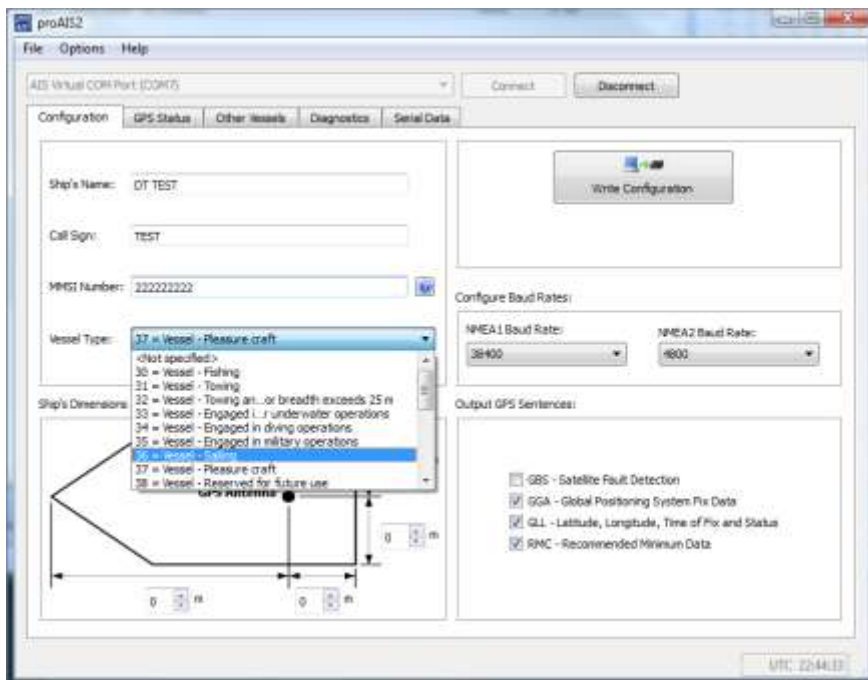 proAIS2
File Options Help
AIS Virtual COM Port (COM7)
Connect
Disconnect
Configuration
GPS Status
Other Vessels
Diagnostics
Serial Data
Ship's Name:
DT TEST
Call Sign:
TEST
MMSI Number:
222222222
Vessel Type:
37 = Vessel - Pleasure craft
<Not specified>
30 = Vessel - Fishing
31 = Vessel - Towing
32 = Vessel - Towing an...or breadth exceeds 25 m
33 = Vessel - Engaged i...r underwater operations
34 = Vessel - Engaged in diving operations
35 = Vessel - Engaged in military operations
36 = Vessel - Sailing
37 = Vessel - Pleasure craft
38 = Vessel - Reserved for future use
Ship's Dimensions
GPS Antenna
0 m
0 m
0 m
Write Configuration
Configure Baud Rates:
NMEA1 Baud Rate:
38400
NMEA2 Baud Rate:
4800
Output GPS Sentences:
GBS - Satellite Fault Detection
GGA - Global Positioning System Fix Data
GLL - Latitude, Longitude, Time of Fix and Status
RMC - Recommended Minimum Data
UTC 22:44:33